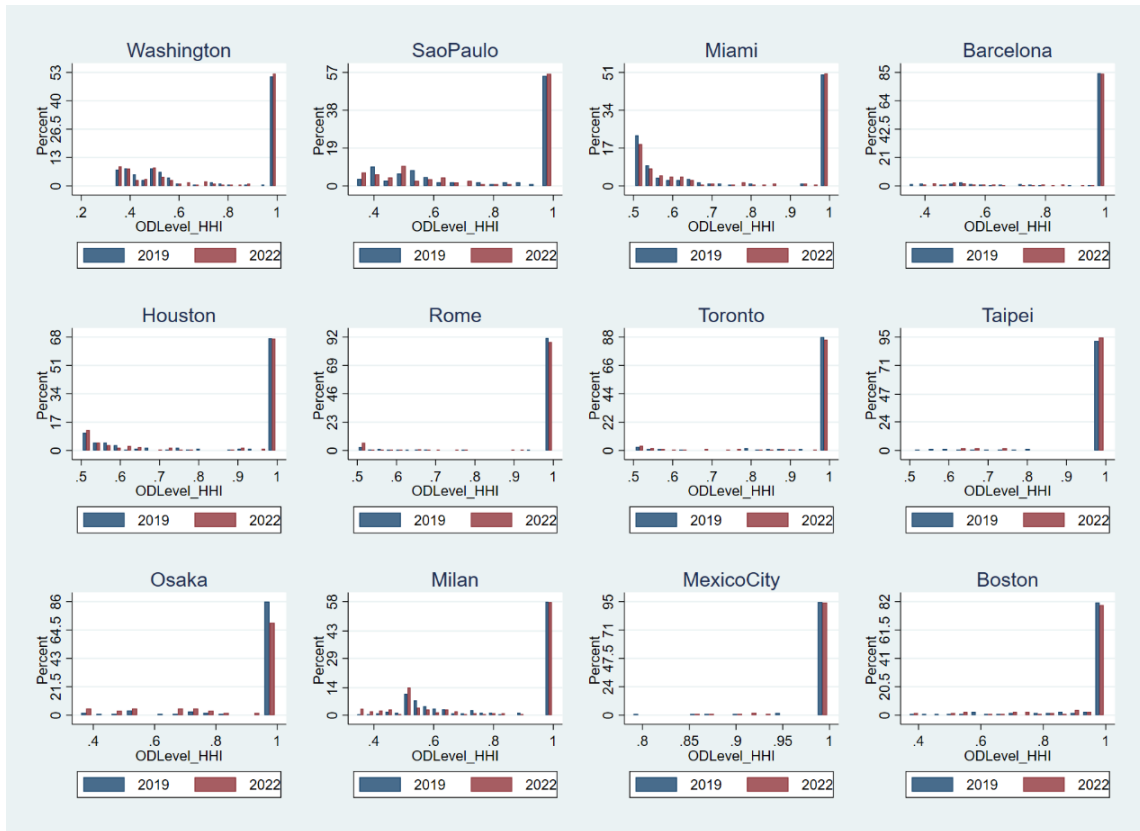 Washington
SaoPaulo
Miami
Barcelona
Percent
0 13 26.5 40 53
.2 .4 .6 .8 1
ODLevel_HHI
2019 2022
Percent
0 19 38 57
.4 .6 .8 1
ODLevel_HHI
2019 2022
Percent
0 17 34 51
.5 .6 .7 .8 .9 1
ODLevel_HHI
2019 2022
Percent
0 21 42.5 64 85
.4 .6 .8 1
ODLevel_HHI
2019 2022
Houston
Rome
Toronto
Taipei
Percent
0 17 34 51 68
.5 .6 .7 .8 .9 1
ODLevel_HHI
2019 2022
Percent
0 23 46 69 92
.5 .6 .7 .8 .9 1
ODLevel_HHI
2019 2022
Percent
0 22 44 66 88
.5 .6 .7 .8 .9 1
ODLevel_HHI
2019 2022
Percent
0 24 47 71 95
.5 .6 .7 .8 .9 1
ODLevel_HHI
2019 2022
Osaka
Milan
MexicoCity
Boston
Percent
0 21.5 43 64.5 86
.4 .6 .8 1
ODLevel_HHI
2019 2022
Percent
0 14 29 43 58
.4 .6 .8 1
ODLevel_HHI
2019 2022
Percent
0 24 47.5 71 95
.8 .85 .9 .95 1
ODLevel_HHI
2019 2022
Percent
0 20.5 41 61.5 82
.4 .6 .8 1
ODLevel_HHI
2019 2022